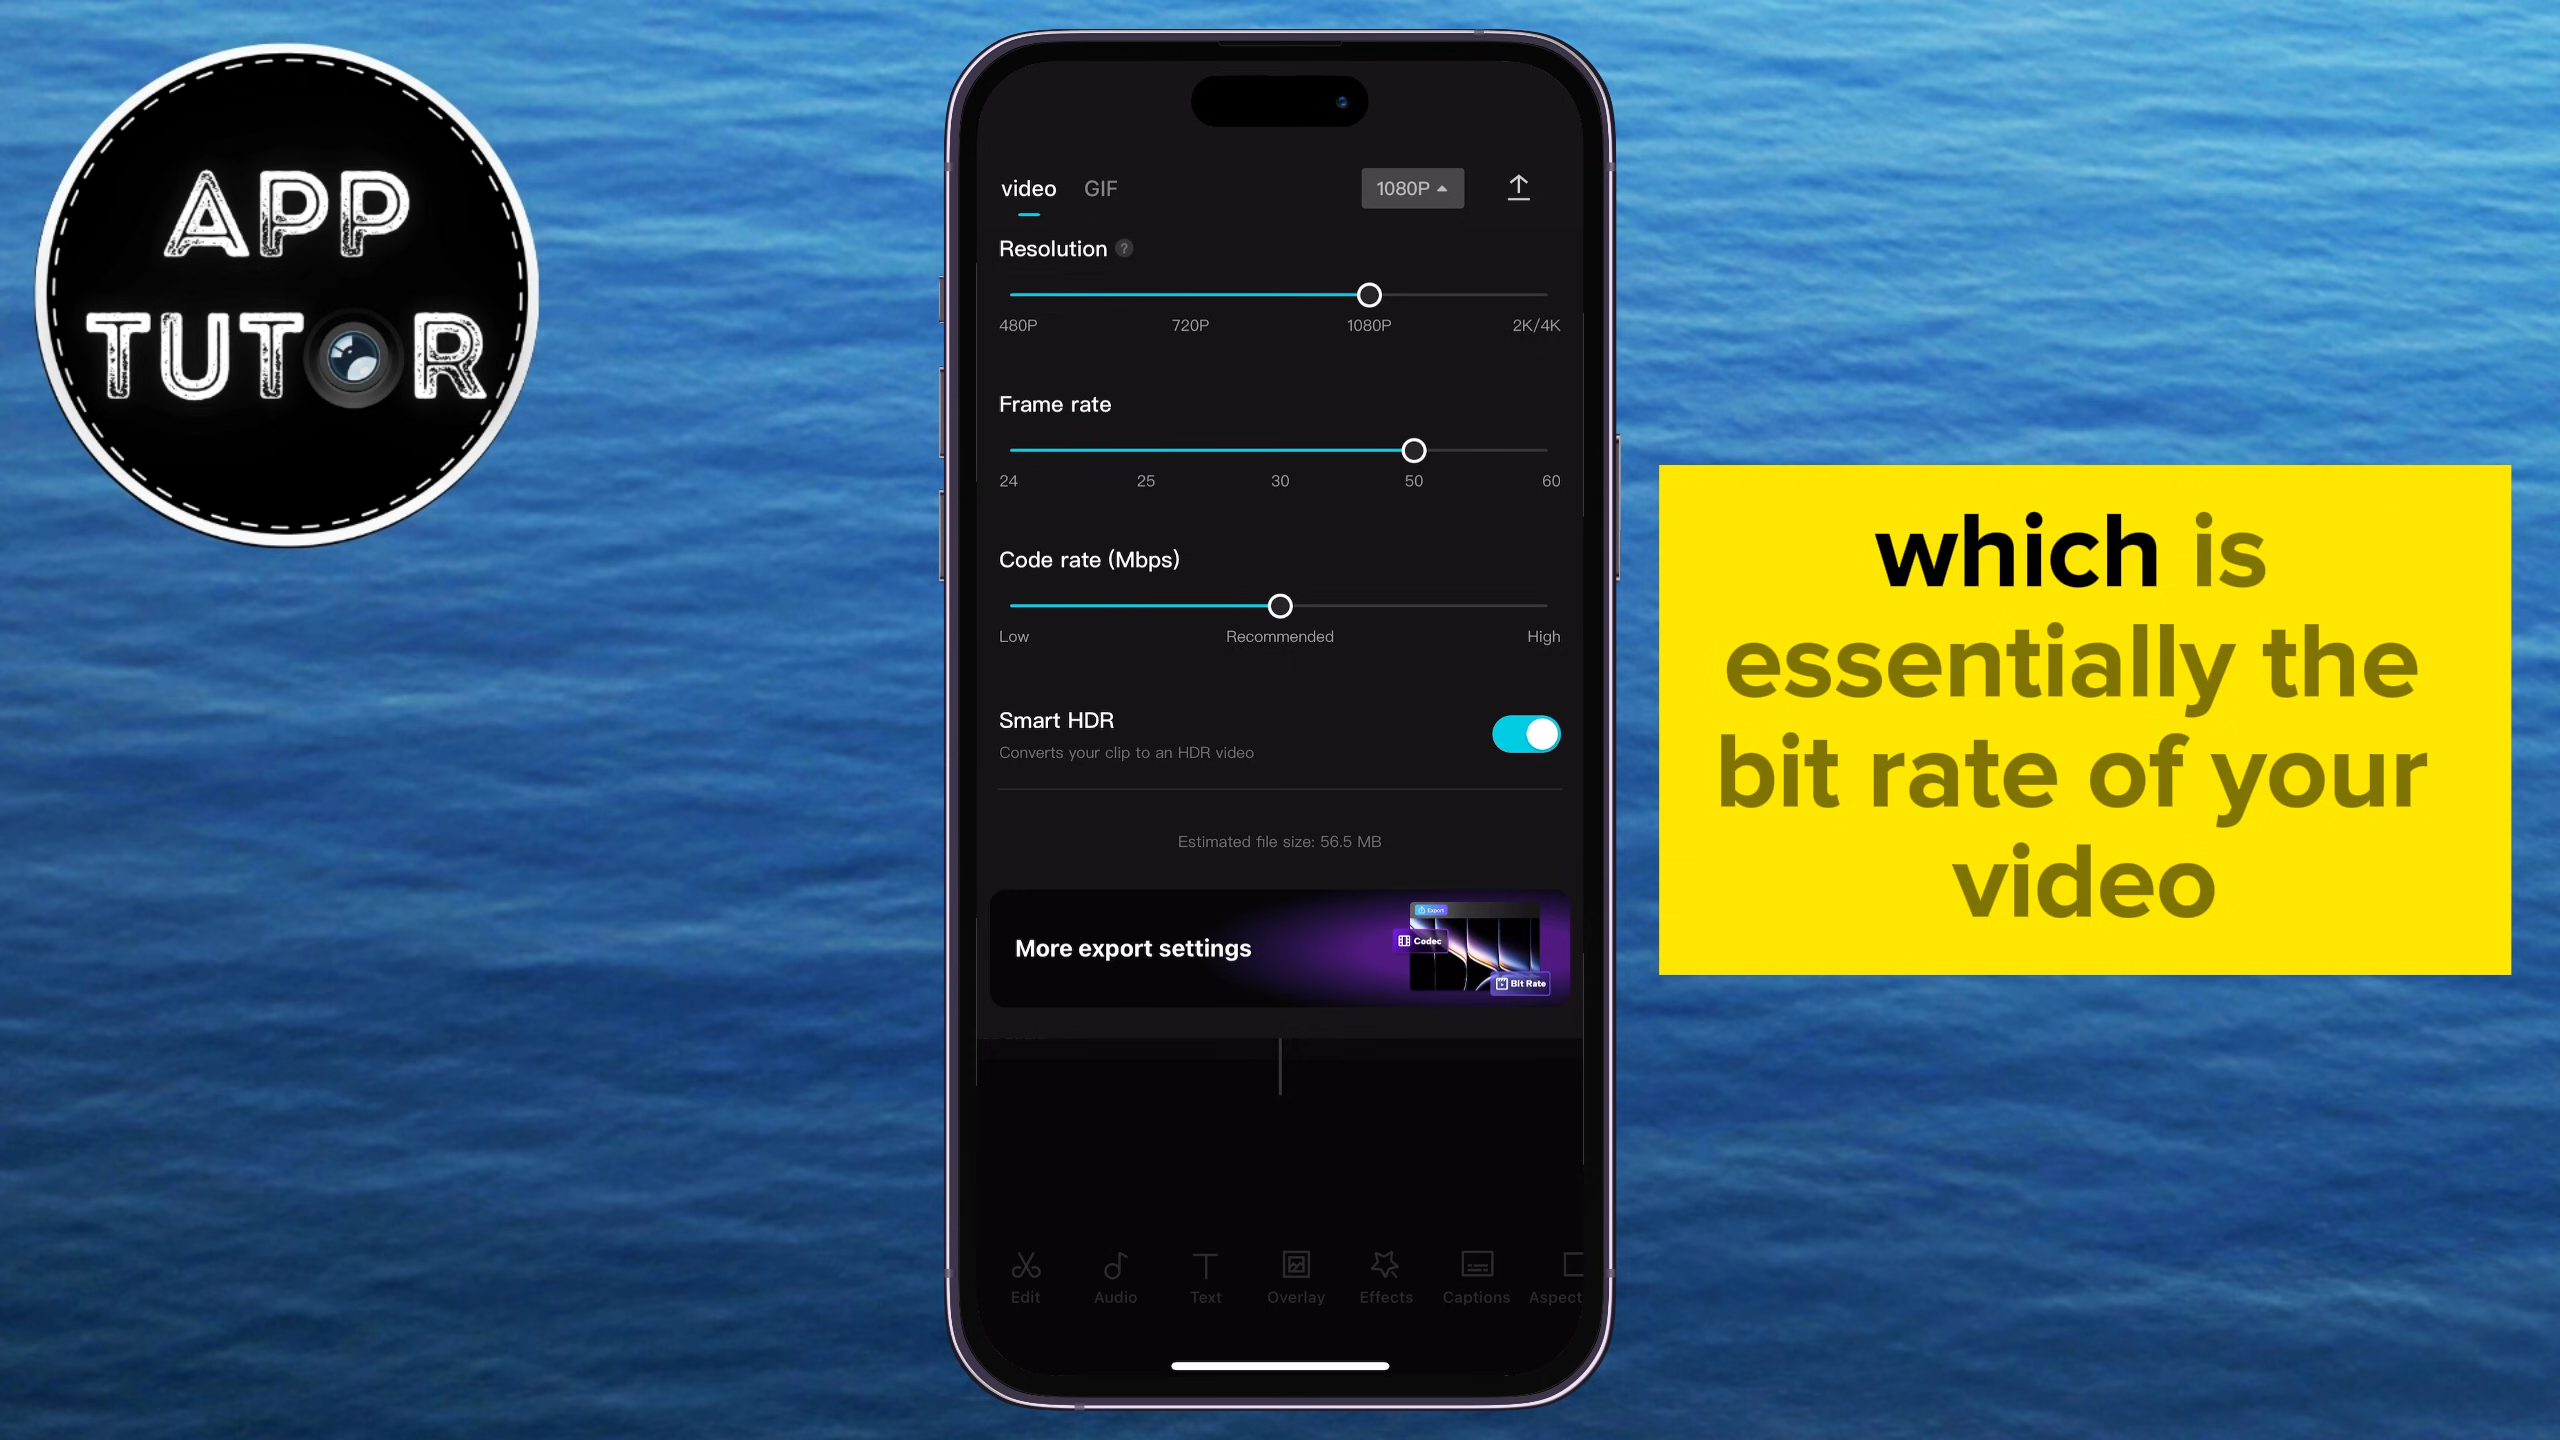 APP
TUTOR
video GIF 1080P
Resolution ?
480P 720P 1080P 2K/4K
Frame rate
24 25 30 50 60
Code rate (Mbps)
Low Recommended High
Smart HDR
Converts your clip to an HDR video
Estimated file size: 56.5 MB
More export settings
Export
Codec
Bit Rate
Edit Audio Text Overlay Effects Captions Aspect
which is
essentially the
bit rate of your
video